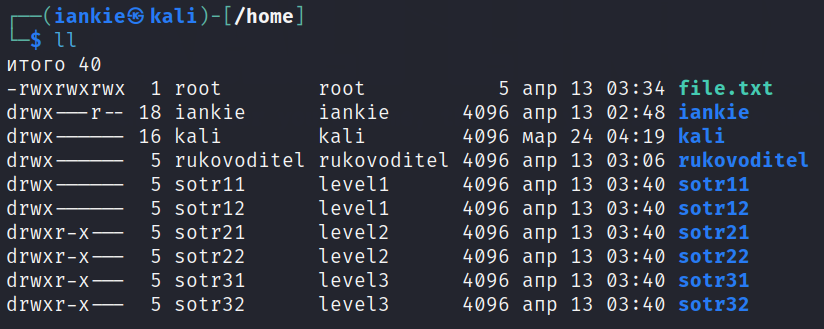 ┌──(iankie㉿kali)-[/home]
└─$ ll
итого 40
-rwxrwxrwx  1 root        root           5 апр 13 03:34 file.txt
drwx---r-- 18 iankie      iankie      4096 апр 13 02:48 iankie
drwx------ 16 kali        kali        4096 мар 24 04:19 kali
drwx------  5 rukovoditel rukovoditel 4096 апр 13 03:06 rukovoditel
drwx------  5 sotr11      level1      4096 апр 13 03:40 sotr11
drwx------  5 sotr12      level1      4096 апр 13 03:40 sotr12
drwxr-x---  5 sotr21      level2      4096 апр 13 03:40 sotr21
drwxr-x---  5 sotr22      level2      4096 апр 13 03:40 sotr22
drwxr-x---  5 sotr31      level3      4096 апр 13 03:40 sotr31
drwxr-x---  5 sotr32      level3      4096 апр 13 03:40 sotr32